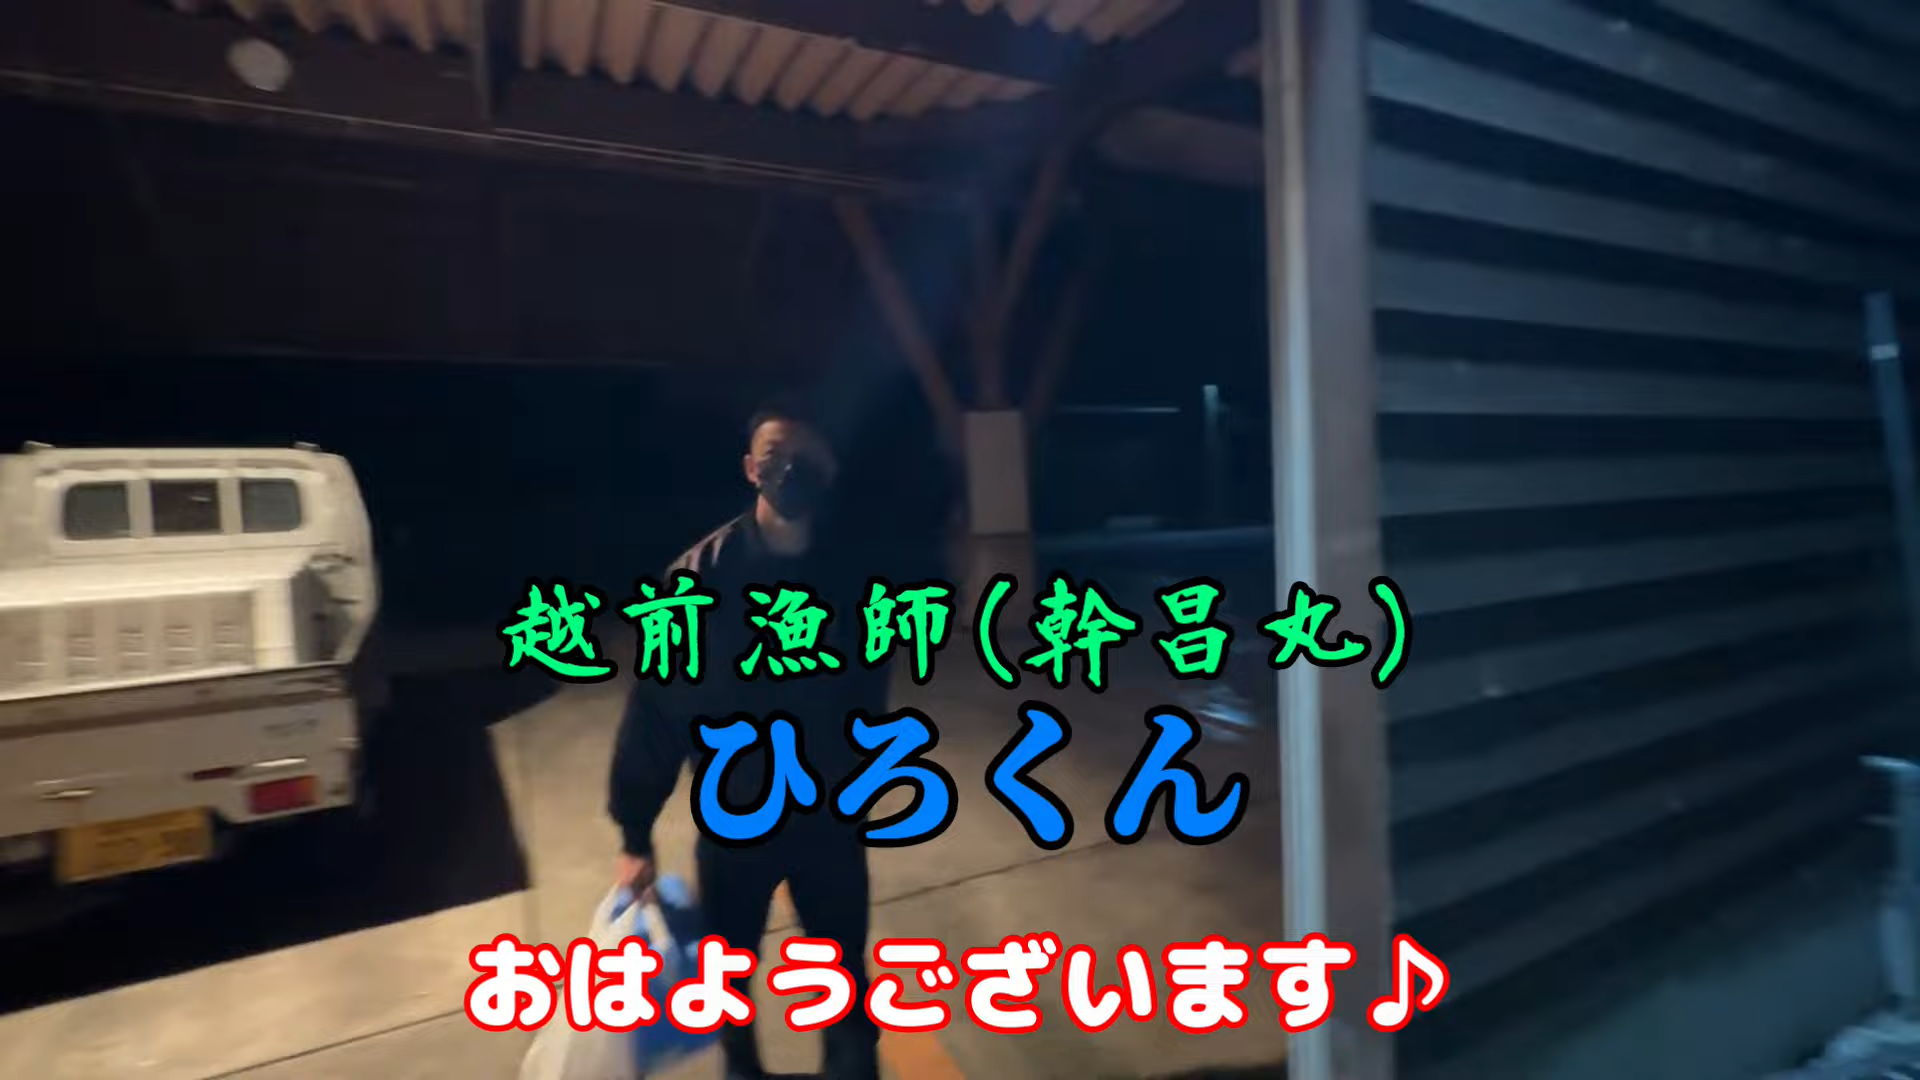 越前漁師(幹昌丸)
ひろくん
おはようございます♪